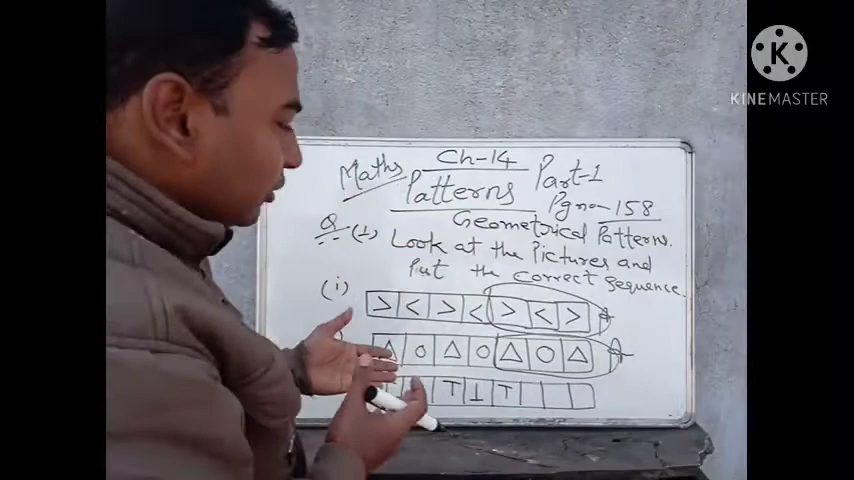 Maths Ch-14 Part-1
Patterns Pg no-158
Geometrical Patterns.
Q (1) Look at the Pictures and
Put the correct sequence
(i) > < > < > < >
△ ○ △ ○ △ ○ △
T ⊥ T
K
KINEMASTER